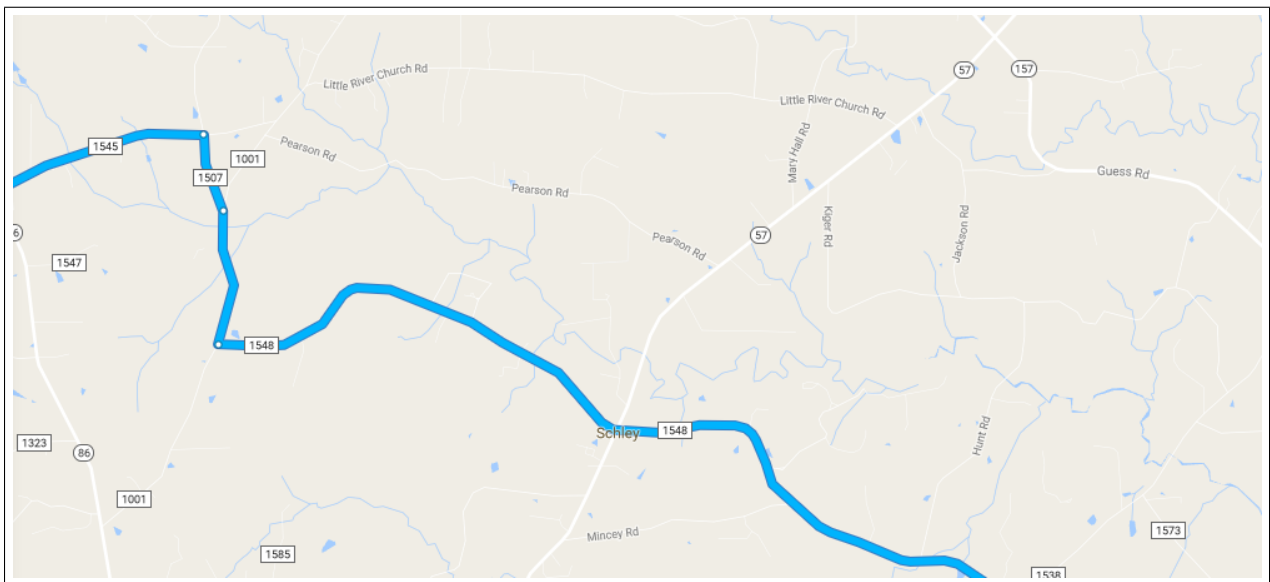 57
157
Little River Church Rd
Little River Church Rd
1545
Pearson Rd
1001
Mary Hall Rd
1507
Guess Rd
Pearson Rd
Kiger Rd
Jackson Rd
6
57
Pearson Rd
1547
1548
Schley
1548
Hunt Rd
1323
86
1001
Mincey Rd
1573
1585
1538